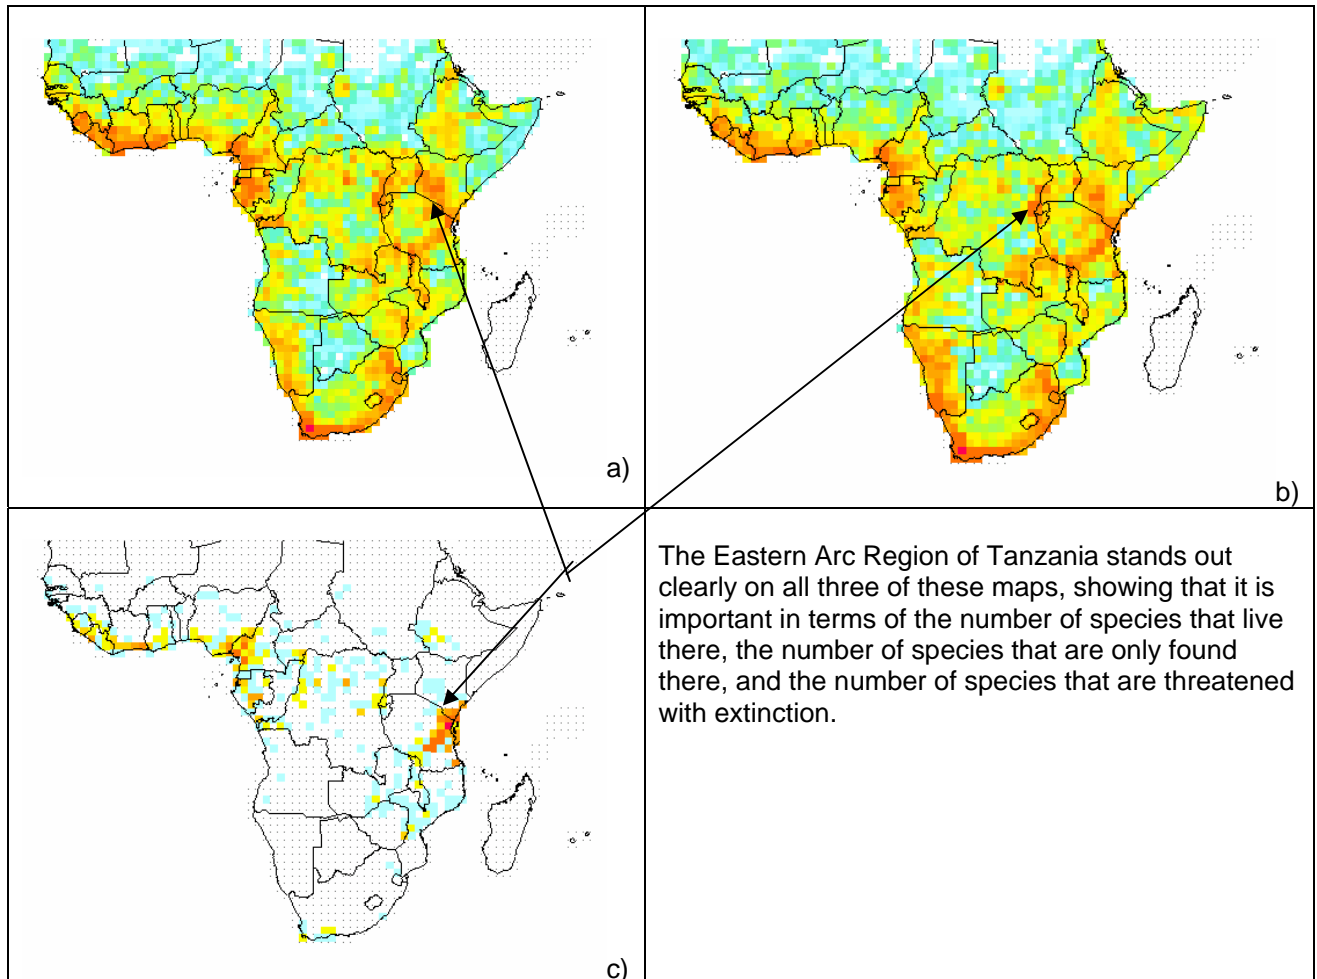 a)
b)
The Eastern Arc Region of Tanzania stands out
clearly on all three of these maps, showing that it is
important in terms of the number of species that live
there, the number of species that are only found
there, and the number of species that are threatened
with extinction.
c)